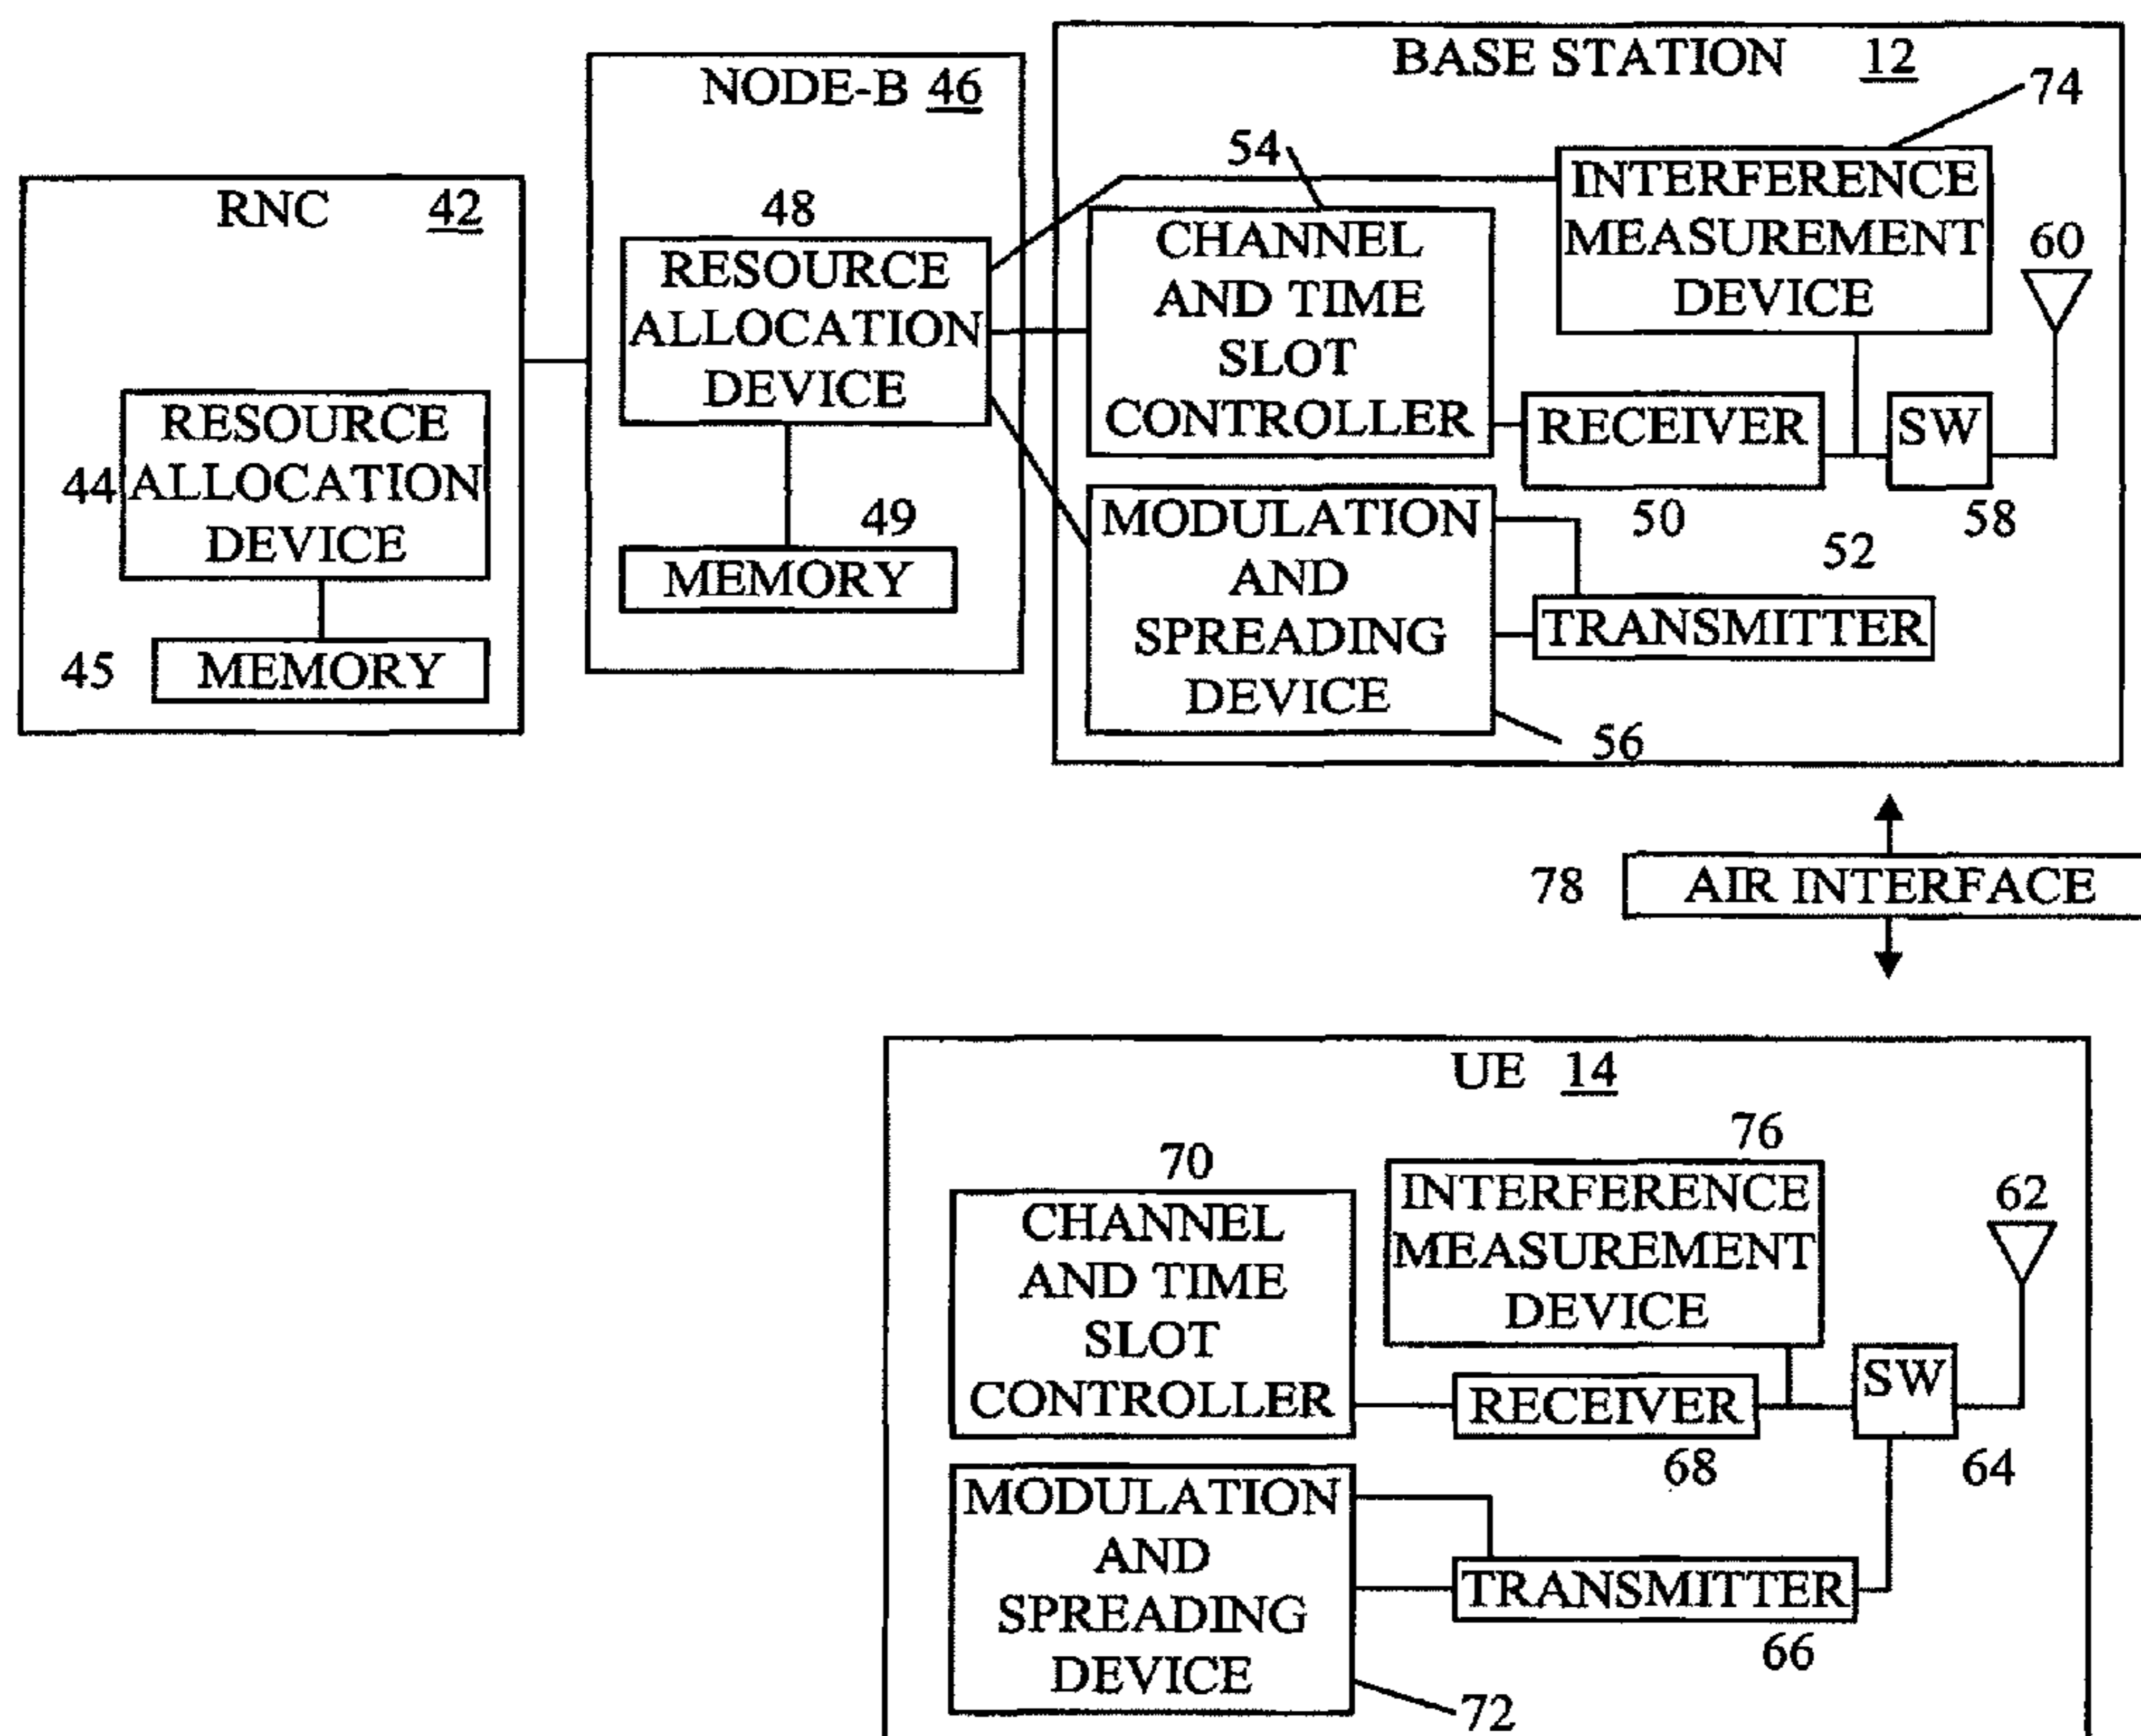 BASE STATION 12
74
NODE-B 46
54
INTERFERENCE
MEASUREMENT
DEVICE
RNC 42
48
RESOURCE
ALLOCATION
DEVICE
CHANNEL
AND TIME
SLOT
CONTROLLER
60
RECEIVER
SW
50
58
44
RESOURCE
ALLOCATION
DEVICE
49
MEMORY
MODULATION
AND
SPREADING
DEVICE
52
TRANSMITTER
45
MEMORY
56
78
AIR INTERFACE
UE 14
76
70
INTERFERENCE
MEASUREMENT
DEVICE
62
CHANNEL
AND TIME
SLOT
CONTROLLER
RECEIVER
SW
68
64
MODULATION
AND
SPREADING
DEVICE
TRANSMITTER
66
72